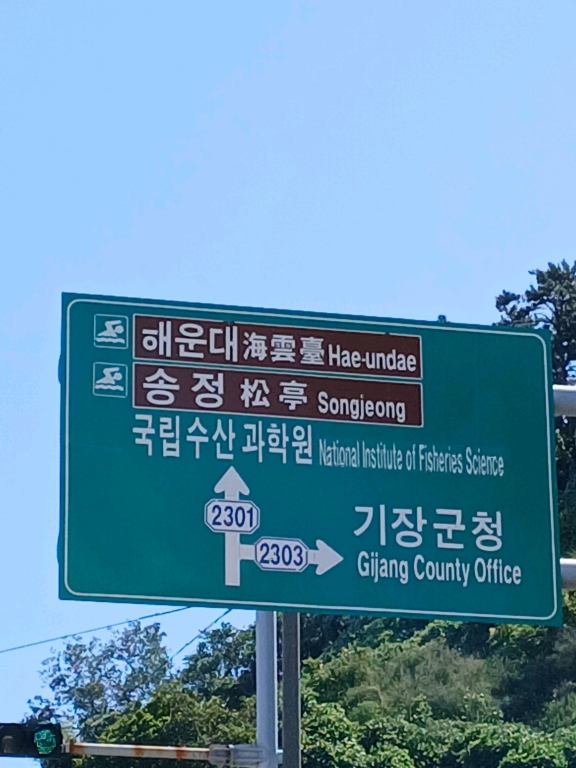 해운대 海雲臺 Hae-undae
송정 松亭 Songjeong
국립수산과학원 National Institute of Fisheries Science
2301
2303
기장군청
Gijang County Office